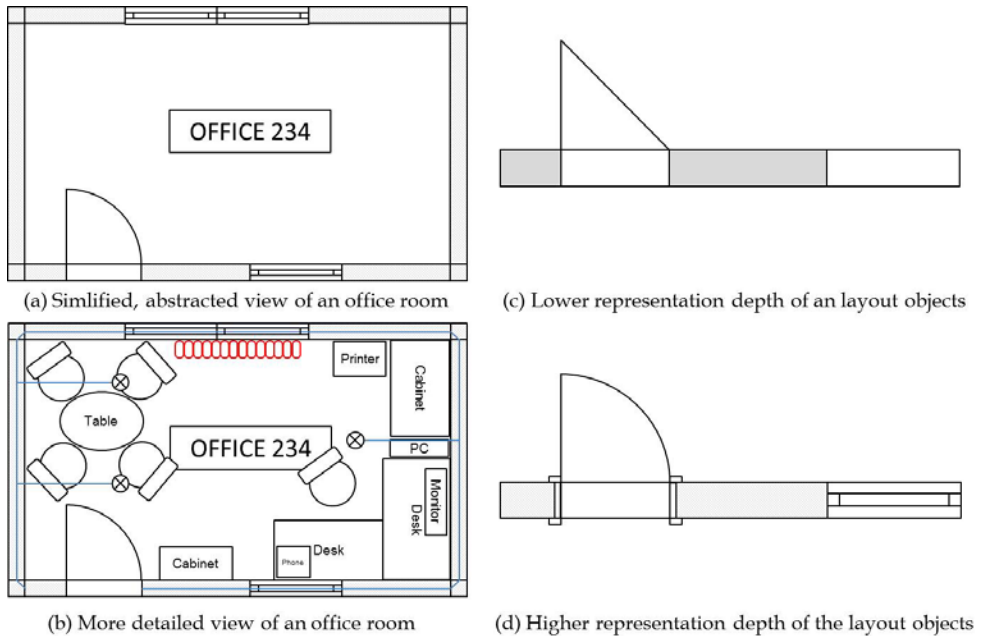 OFFICE 234
(a) Simlified, abstracted view of an office room
(c) Lower representation depth of an layout objects
Printer
Cabinet
Table
OFFICE 234
PC
Monitor
Desk
Desk
Phone
Cabinet
(b) More detailed view of an office room
(d) Higher representation depth of the layout objects